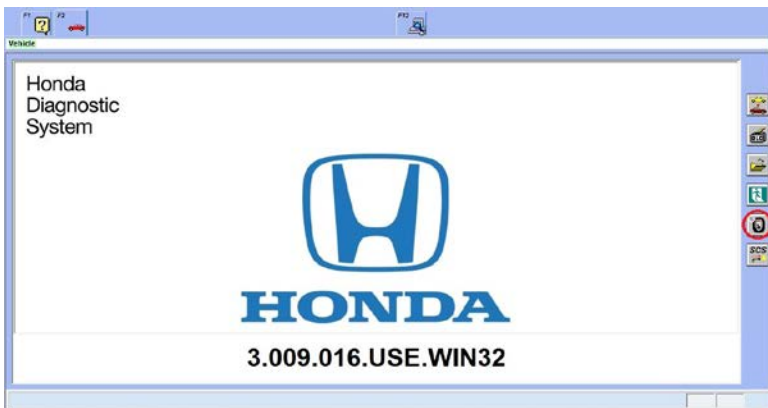 F1
F2
F12
Vehicle
Honda
Diagnostic
System
HONDA
3.009.016.USE.WIN32
SCS